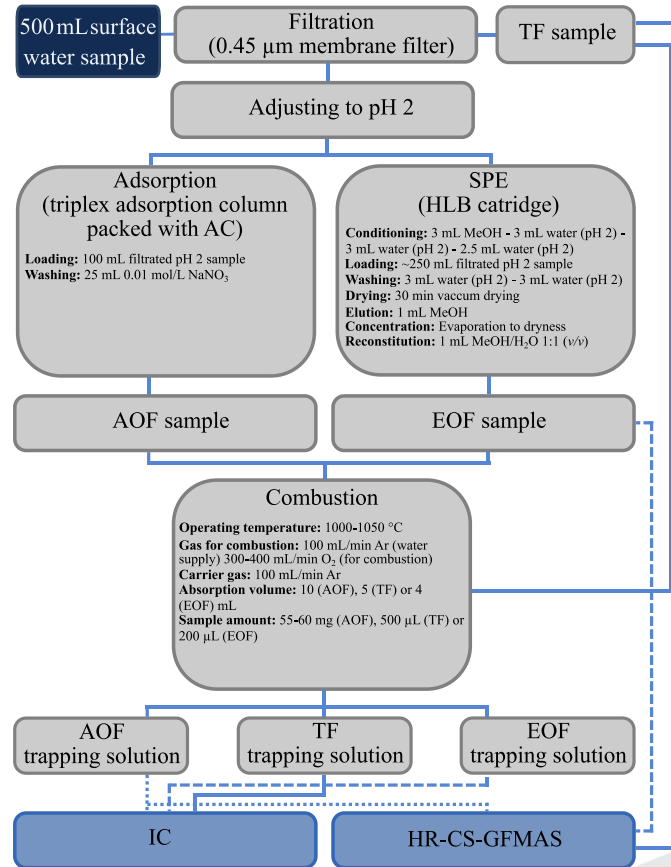 500 mL surface
water sample
Filtration
(0.45 µm membrane filter)
TF sample
Adjusting to pH 2
Adsorption
(triplex adsorption column
packed with AC)
Loading: 100 mL filtrated pH 2 sample
Washing: 25 mL 0.01 mol/L NaNO₃
SPE
(HLB catridge)
Conditioning: 3 mL MeOH - 3 mL water (pH 2) -
3 mL water (pH 2) - 2.5 mL water (pH 2)
Loading: ~250 mL filtrated pH 2 sample
Washing: 3 mL water (pH 2) - 3 mL water (pH 2)
Drying: 30 min vaccum drying
Elution: 1 mL MeOH
Concentration: Evaporation to dryness
Reconstitution: 1 mL MeOH/H₂O 1:1 (v/v)
AOF sample
EOF sample
Combustion
Operating temperature: 1000-1050 °C
Gas for combustion: 100 mL/min Ar (water
supply) 300-400 mL/min O₂ (for combustion)
Carrier gas: 100 mL/min Ar
Absorption volume: 10 (AOF), 5 (TF) or 4
(EOF) mL
Sample amount: 55-60 mg (AOF), 500 µL (TF) or
200 µL (EOF)
AOF
trapping solution
TF
trapping solution
EOF
trapping solution
IC
HR-CS-GFMAS